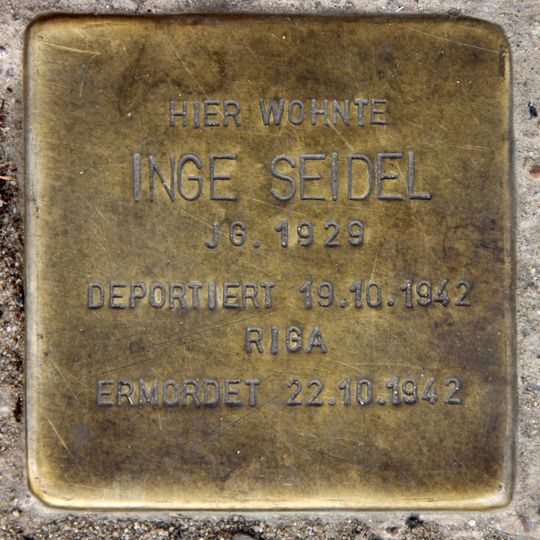 HIER WOHNTE
INGE SEIDEL
JG. 1929
DEPORTIERT 19.10.1942
RIGA
ERMORDET 22.10.1942